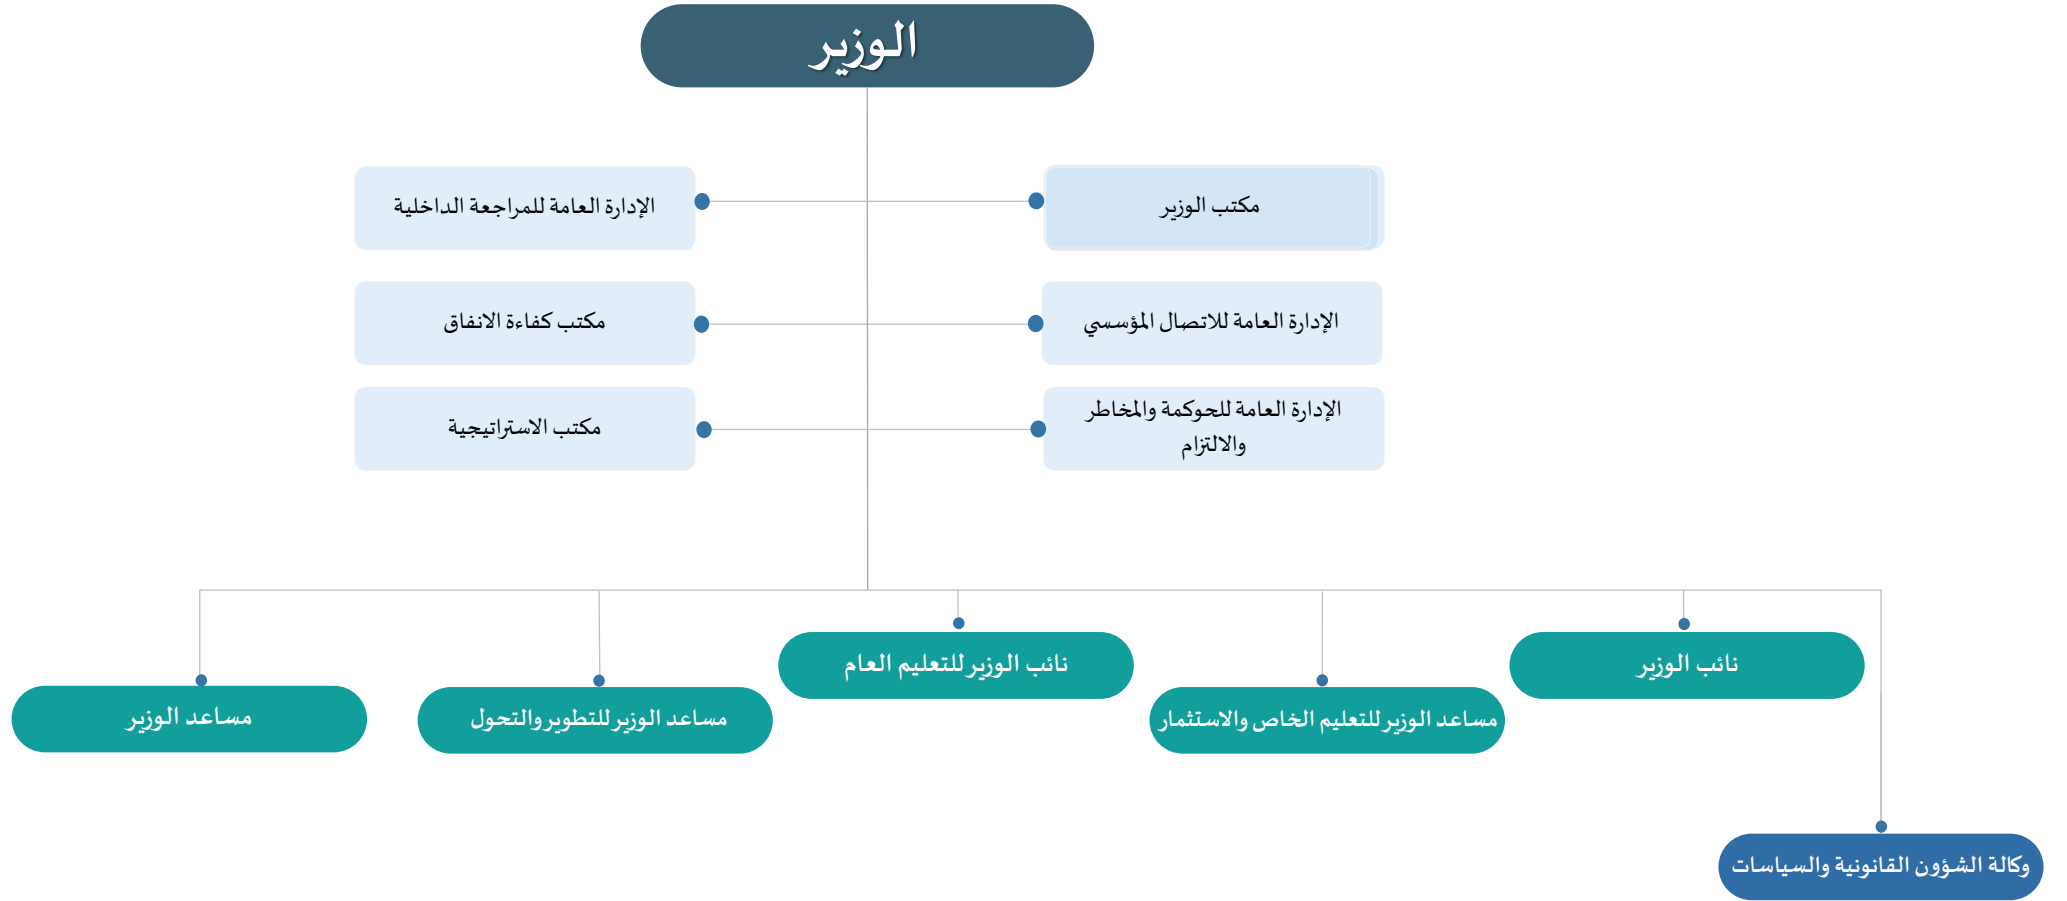 الوزير
مكتب الوزير
الإدارة العامة للمراجعة الداخلية
الإدارة العامة للاتصال المؤسسي
مكتب كفاءة الانفاق
الإدارة العامة للحوكمة والمخاطر
والالتزام
مكتب الاستراتيجية
نائب الوزير
نائب الوزير للتعليم العام
مساعد الوزير للتعليم الخاص والاستثمار
مساعد الوزير للتطوير والتحول
مساعد الوزير
وكالة الشؤون القانونية والسياسات